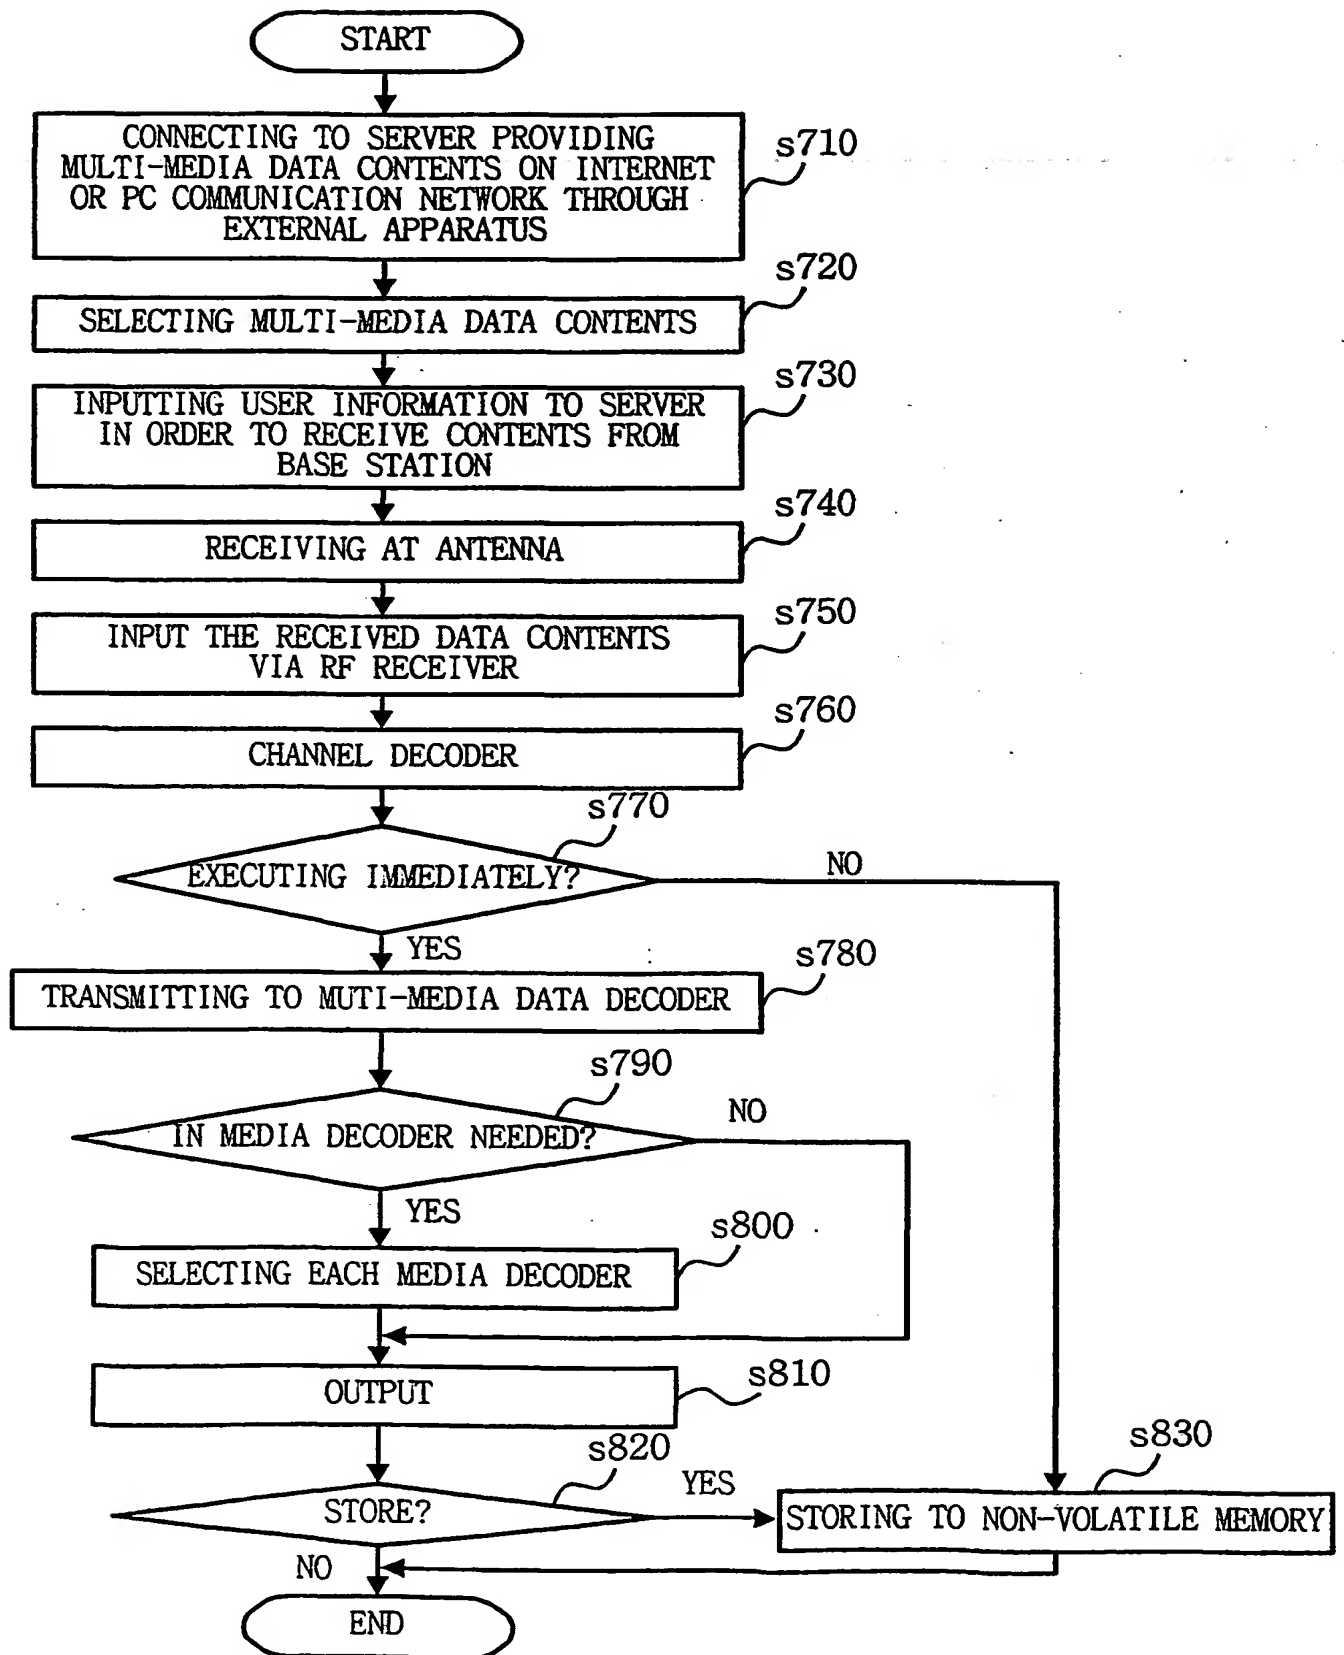 START
CONNECTING TO SERVER PROVIDING
MULTI-MEDIA DATA CONTENTS ON INTERNET
OR PC COMMUNICATION NETWORK THROUGH
EXTERNAL APPARATUS
s710
SELECTING MULTI-MEDIA DATA CONTENTS
s720
INPUTTING USER INFORMATION TO SERVER
IN ORDER TO RECEIVE CONTENTS FROM
BASE STATION
s730
RECEIVING AT ANTENNA
s740
INPUT THE RECEIVED DATA CONTENTS
VIA RF RECEIVER
s750
CHANNEL DECODER
s760
EXECUTING IMMEDIATELY?
s770
NO
YES
TRANSMITTING TO MUTI-MEDIA DATA DECODER
s780
IN MEDIA DECODER NEEDED?
s790
NO
YES
SELECTING EACH MEDIA DECODER
s800
OUTPUT
s810
STORE?
s820
YES
STORING TO NON-VOLATILE MEMORY
s830
NO
END